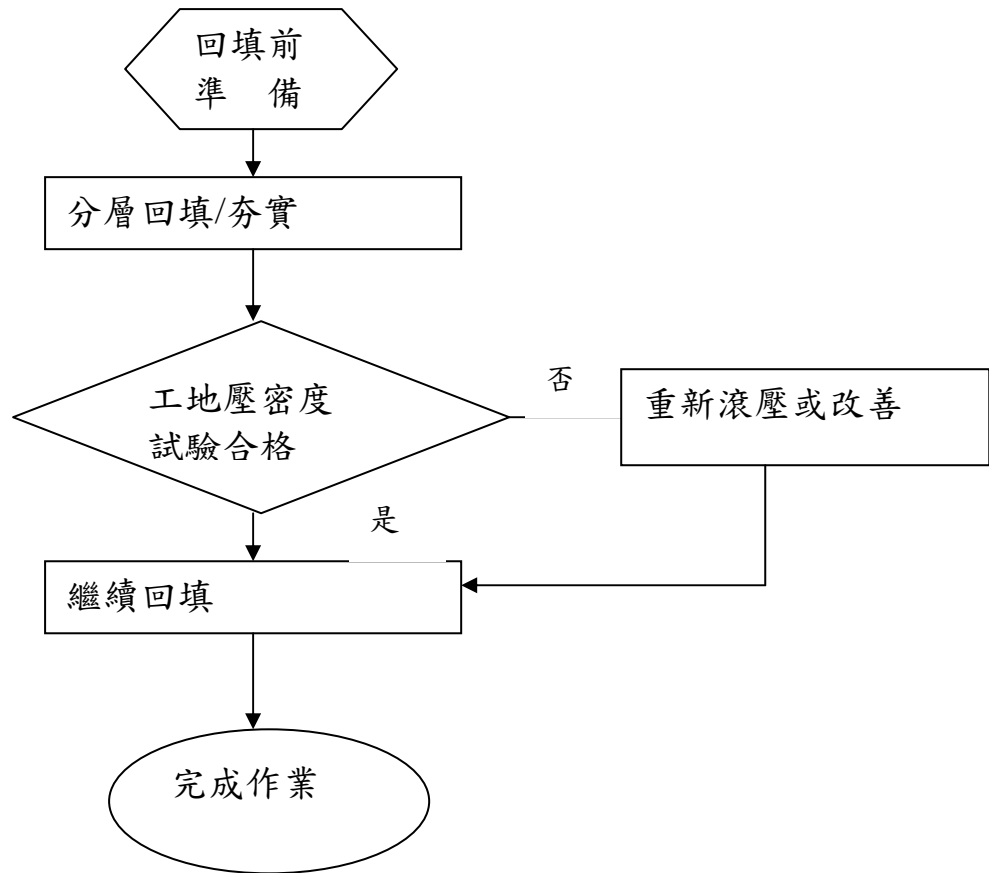 回填前
準 備
分層回填/夯實
工地壓密度
試驗合格
否
重新滾壓或改善
是
繼續回填
完成作業